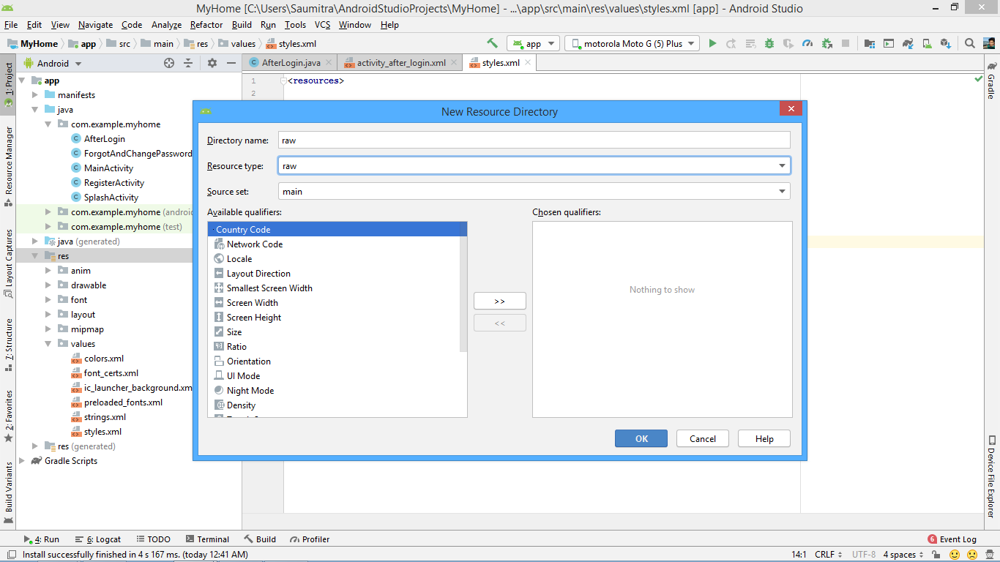 MyHome [C:\Users\Saumitra\AndroidStudioProjects\MyHome] - ...\app\src\main\res\values\styles.xml [app] - Android Studio
File Edit View Navigate Code Analyze Refactor Build Run Tools VCS Window Help
MyHome app src main res values styles.xml
app motorola Moto G (5) Plus
Android
AfterLogin.java activity_after_login.xml styles.xml
1: Project
Resource Manager
Layout Captures
7: Structure
2: Favorites
Build Variants
app
manifests
java
com.example.myhome
AfterLogin
ForgotAndChangePassword
MainActivity
RegisterActivity
SplashActivity
com.example.myhome (android
com.example.myhome (test)
java (generated)
res
anim
drawable
font
layout
mipmap
values
colors.xml
font_certs.xml
ic_launcher_background.xm
preloaded_fonts.xml
strings.xml
styles.xml
res (generated)
Gradle Scripts
1 <resources>
2
New Resource Directory
Directory name: raw
Resource type: raw
Source set: main
Available qualifiers: Chosen qualifiers:
Country Code
Network Code
Locale
Layout Direction
Smallest Screen Width
Screen Width
Screen Height
Size
Ratio
Orientation
UI Mode
Night Mode
Density
>>
<<
Nothing to show
OK Cancel Help
Gradle
Device File Explorer
4: Run 6: Logcat TODO Terminal Build Profiler 6 Event Log
Install successfully finished in 4 s 167 ms. (today 12:41 AM) 14:1 CRLF UTF-8 4 spaces